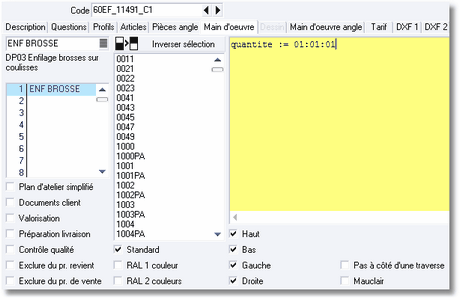 Code 60EF_11491_C1
Description Questions Profils Articles Pièces angle Main d'oeuvre Dessin Main d'oeuvre angle Tarif DXF 1 DXF 2
ENF BROSSE
Inverser sélection
DP03 Enfilage brosses sur coulisses
quantite := 01:01:01
1 ENF BROSSE
2
3
4
5
6
7
8
0011
0021
0022
0023
0041
0043
0045
0047
0049
1000
1000PA
1001
1001PA
1002
1002PA
1003
1003PA
1004
1004PA
Plan d'atelier simplifié
Documents client
Valorisation
Préparation livraison
Contrôle qualité
Exclure du pr. revient
Exclure du pr. de vente
Standard
RAL 1 couleur
RAL 2 couleurs
Haut
Bas
Gauche
Droite
Pas à côté d'une traverse
Mauclair